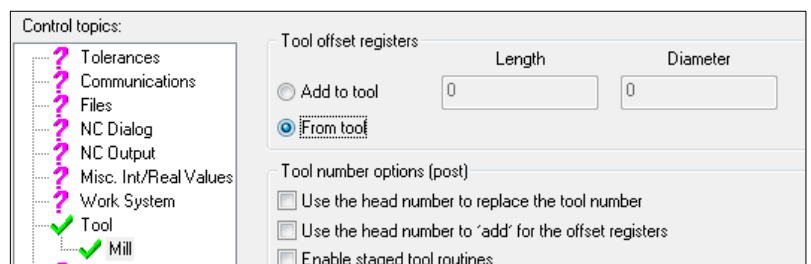 Control topics:
Tolerances
Communications
Files
NC Dialog
NC Output
Misc. Int/Real Values
Work System
Tool
Mill
Tool offset registers
Length Diameter
Add to tool 0 0
From tool
Tool number options (post)
Use the head number to replace the tool number
Use the head number to 'add' for the offset registers
Enable staged tool routines